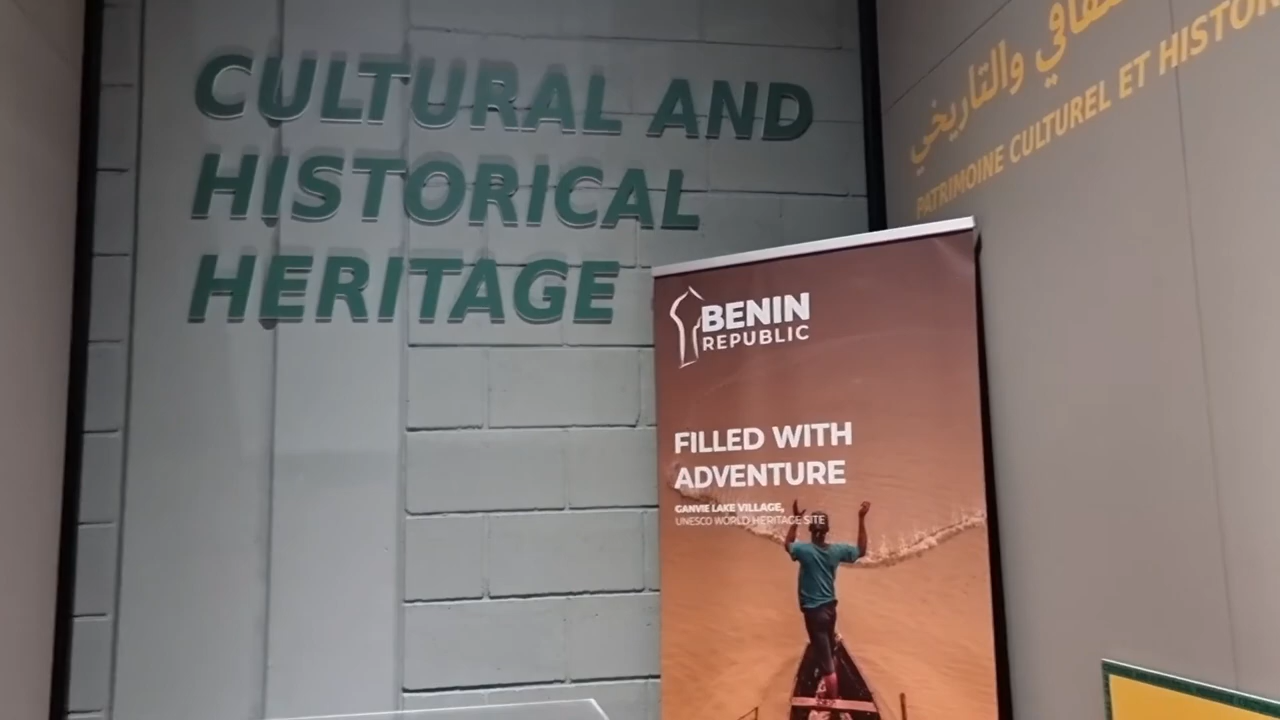 CULTURAL AND
HISTORICAL
HERITAGE
والتاريخي
PATRIMOINE CULTUREL ET
BENIN
REPUBLIC
FILLED WITH
ADVENTURE
GANVIE LAKE VILLAGE,
UNESCO WORLD HERITAGE SITE